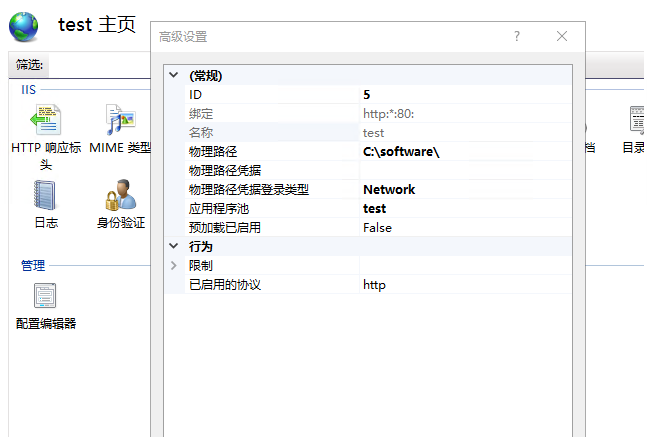 test 主页
高级设置
筛选:
(常规)
ID 5
绑定 http:*:80:
名称 test
物理路径 C:\software\
物理路径凭据
物理路径凭据登录类型 Network
应用程序池 test
预加载已启用 False
行为
限制
已启用的协议 http
IIS
HTTP 响应标
头
MIME 类型
日志
身份验证
档
目录
管理
配置编辑器